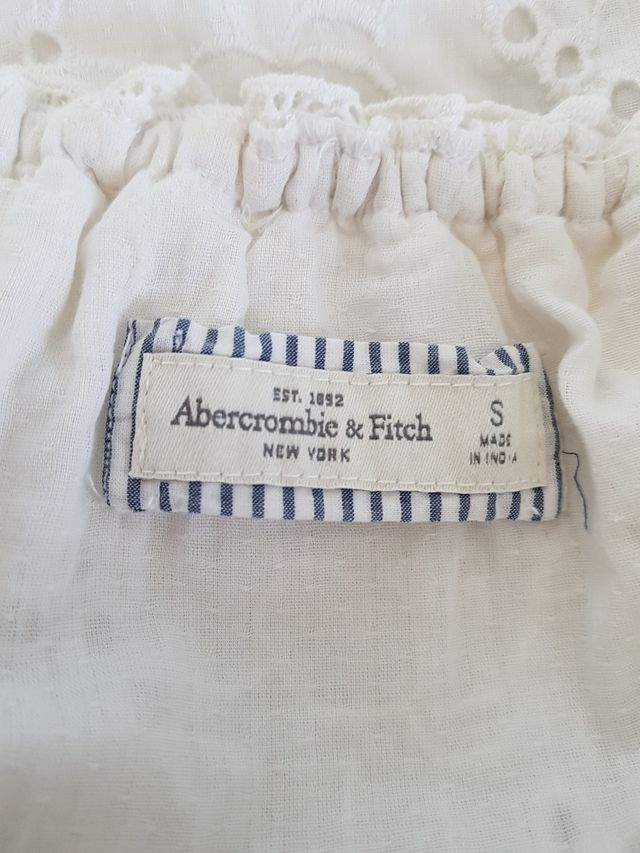 EST. 1892
Abercrombie & Fitch
NEW YORK
S
MADE
IN INDIA